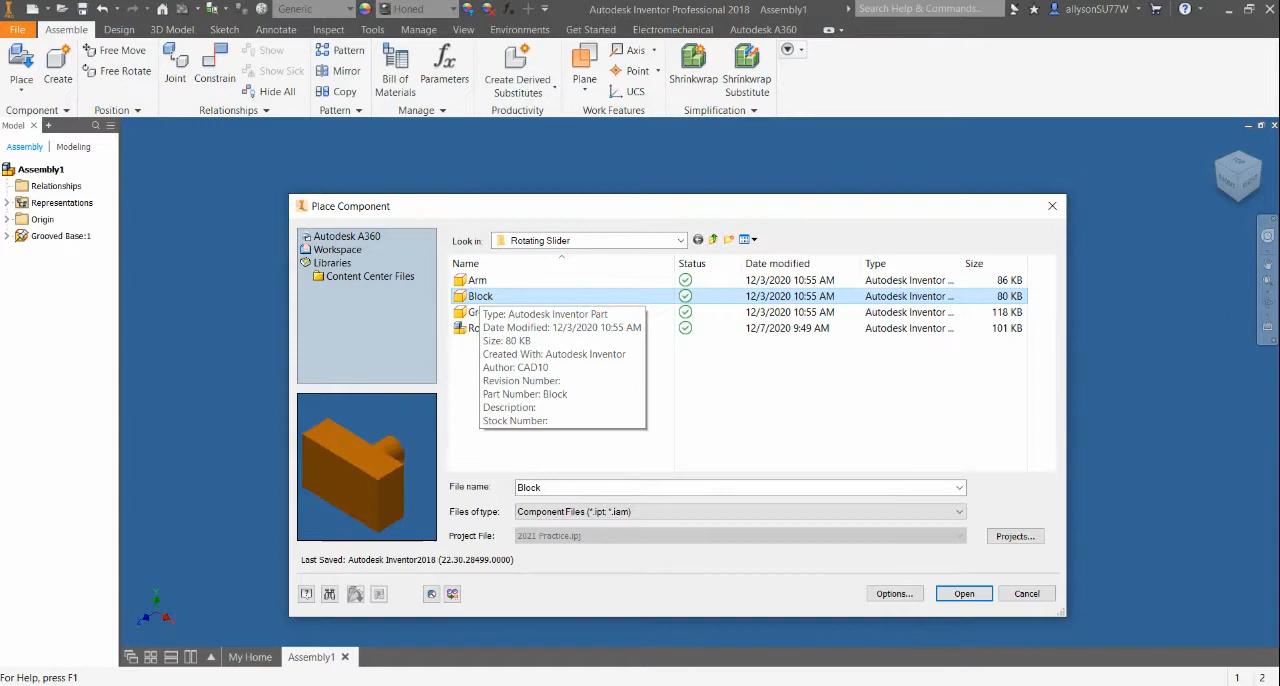 PRO
Generic
Honed
Autodesk Inventor Professional 2018 Assembly1
Search Help & Commands...
allysonSU77W
File Assemble Design 3D Model Sketch Annotate Inspect Tools Manage View Environments Get Started Electromechanical Autodesk A360
Place
Create
Free Move
Free Rotate
Joint
Constrain
Show
Show Sick
Hide All
Pattern
Mirror
Copy
Bill of
Materials
Parameters
Create Derived
Substitutes
Plane
Axis
Point
UCS
Shrinkwrap
Shrinkwrap
Substitute
Component Position Relationships Pattern Manage Productivity Work Features Simplification
Model
Assembly Modeling
Assembly1
Relationships
Representations
Origin
Grooved Base:1
Place Component
Autodesk A360
Workspace
Libraries
Content Center Files
Look in: Rotating Slider
Name Status Date modified Type Size
Arm 12/3/2020 10:55 AM Autodesk Inventor ... 86 KB
Block 12/3/2020 10:55 AM Autodesk Inventor ... 80 KB
12/3/2020 10:55 AM Autodesk Inventor ... 118 KB
12/7/2020 9:49 AM Autodesk Inventor ... 101 KB
Type: Autodesk Inventor Part
Date Modified: 12/3/2020 10:55 AM
Size: 80 KB
Created With: Autodesk Inventor
Author: CAD10
Revision Number:
Part Number: Block
Description:
Stock Number:
File name: Block
Files of type: Component Files (*.ipt; *.iam)
Project File: 2021 Practice.ipj
Projects...
Last Saved: Autodesk Inventor2018 (22.30.28499.0000)
Options... Open Cancel
My Home Assembly1
For Help, press F1
1 2